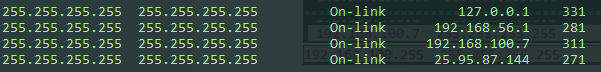 255.255.255.255 255.255.255.255 On-link 127.0.0.1 331
255.255.255.255 255.255.255.255 On-link 192.168.56.1 281
255.255.255.255 255.255.255.255 On-link 192.168.100.7 311
255.255.255.255 255.255.255.255 On-link 25.95.87.144 271